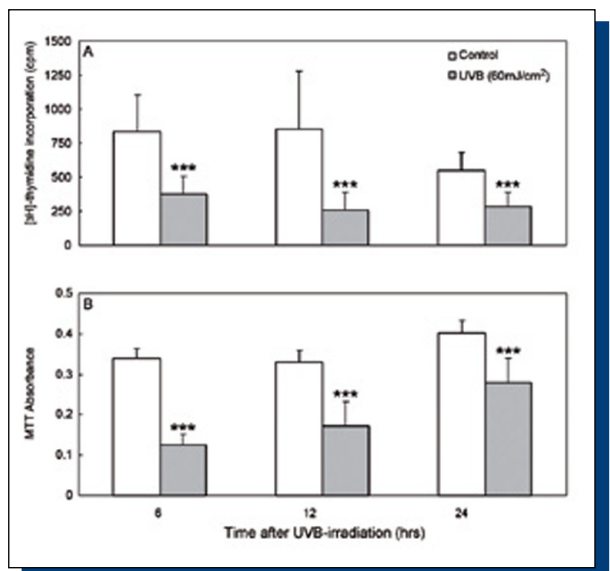 A
Control
UVB (60mJ/cm²)
[3H]-thymidine incorporation (cpm)
1500
1250
1000
750
500
250
0
***
***
***
B
MTT Absorbance
0.5
0.4
0.3
0.2
0.1
0
***
***
***
6 12 24
Time after UVB-irradiation (hrs)